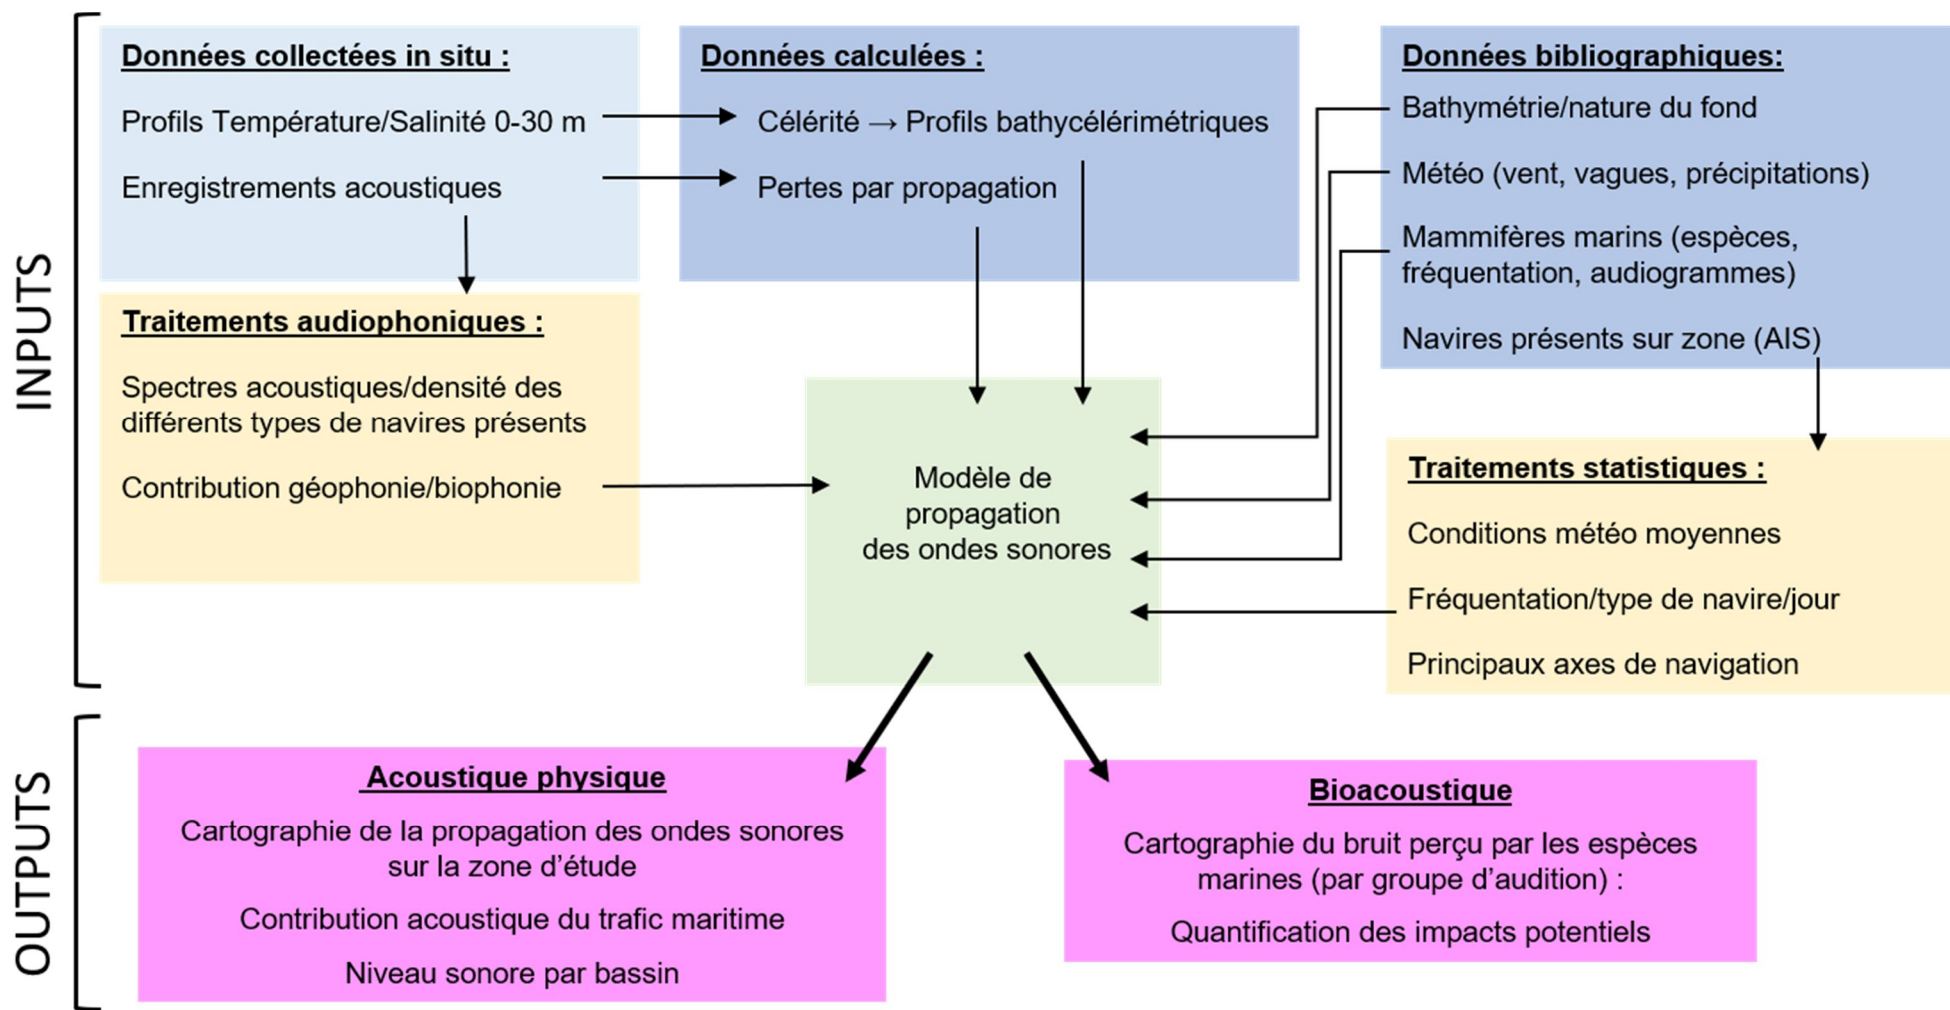 INPUTS
Données collectées in situ :
Profils Température/Salinité 0-30 m
Enregistrements acoustiques
Données calculées :
Célérité → Profils bathycélérimétriques
Pertes par propagation
Données bibliographiques:
Bathymétrie/nature du fond
Météo (vent, vagues, précipitations)
Mammifères marins (espèces,
fréquentation, audiogrammes)
Navires présents sur zone (AIS)
Traitements audiophoniques :
Spectres acoustiques/densité des
différents types de navires présents
Contribution géophonie/biophonie
Modèle de
propagation
des ondes sonores
Traitements statistiques :
Conditions météo moyennes
Fréquentation/type de navire/jour
Principaux axes de navigation
OUTPUTS
Acoustique physique
Cartographie de la propagation des ondes sonores
sur la zone d’étude
Contribution acoustique du trafic maritime
Niveau sonore par bassin
Bioacoustique
Cartographie du bruit perçu par les espèces
marines (par groupe d’audition) :
Quantification des impacts potentiels